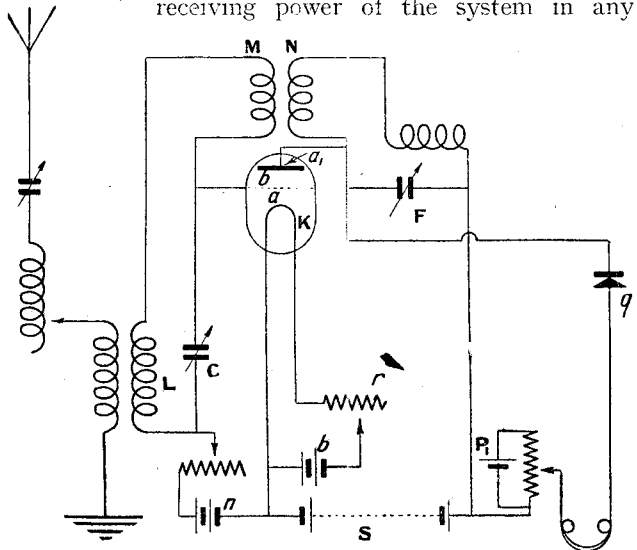 receiving power of the system in any
M N
a₁
b
a
K
F
q
L
C
r
b
P₁
n
S